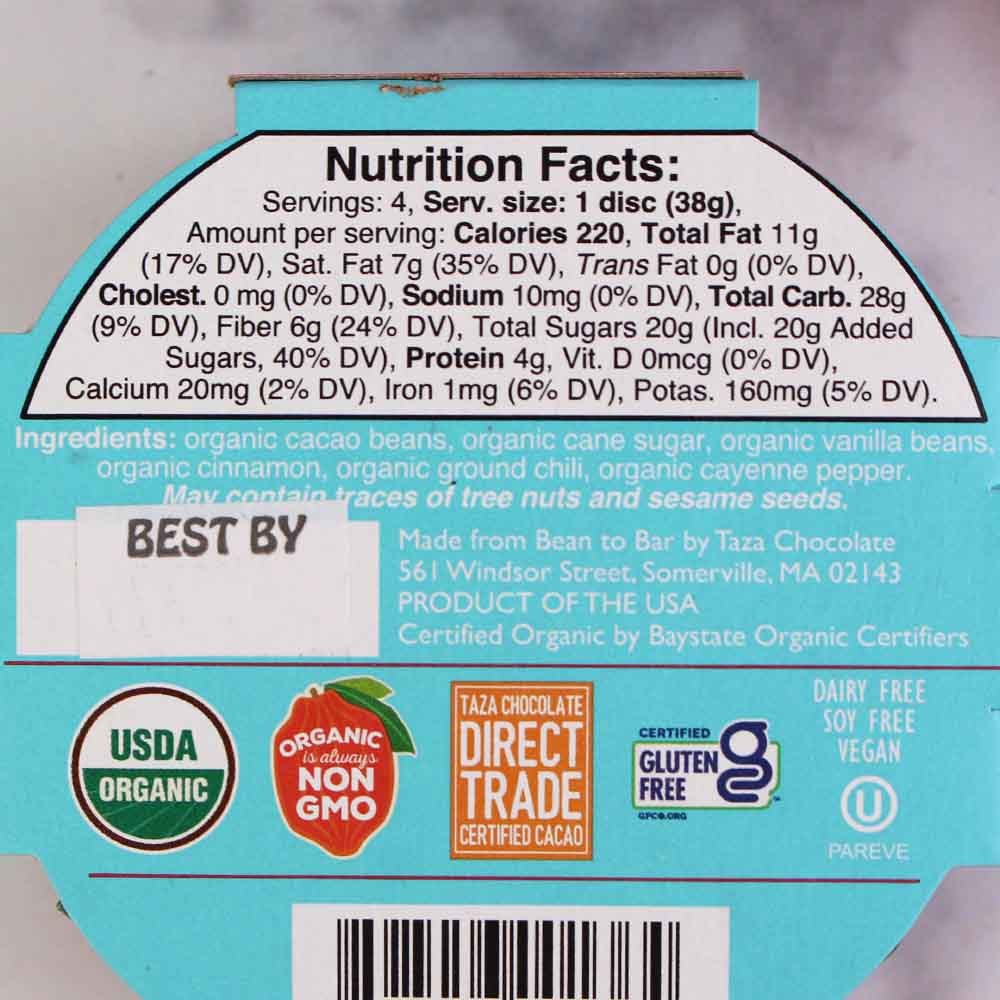 Nutrition Facts:
Servings: 4, Serv. size: 1 disc (38g),
Amount per serving: Calories 220, Total Fat 11g
(17% DV), Sat. Fat 7g (35% DV), Trans Fat 0g (0% DV),
Cholest. 0 mg (0% DV), Sodium 10mg (0% DV), Total Carb. 28g
(9% DV), Fiber 6g (24% DV), Total Sugars 20g (Incl. 20g Added
Sugars, 40% DV), Protein 4g, Vit. D 0mcg (0% DV),
Calcium 20mg (2% DV), Iron 1mg (6% DV), Potas. 160mg (5% DV).
Ingredients: organic cacao beans, organic cane sugar, organic vanilla beans,
organic cinnamon, organic ground chili, organic cayenne pepper.
May contain traces of tree nuts and sesame seeds.
BEST BY
Made from Bean to Bar by Taza Chocolate
561 Windsor Street, Somerville, MA 02143
PRODUCT OF THE USA
Certified Organic by Baystate Organic Certifiers
USDA
ORGANIC
ORGANIC
is always
NON
GMO
TAZA CHOCOLATE
DIRECT
TRADE
CERTIFIED CACAO
CERTIFIED
GLUTEN
FREE
g
™
GFCO.ORG
DAIRY FREE
SOY FREE
VEGAN
U
PAREVE